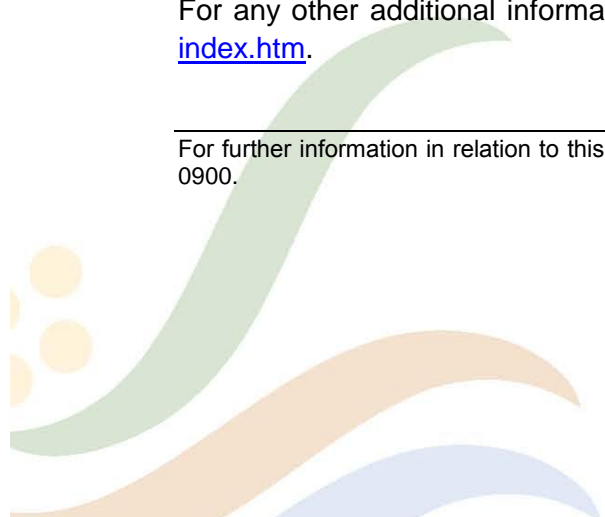 For any other additional informa
index.htm.
For further information in relation to this
0900.